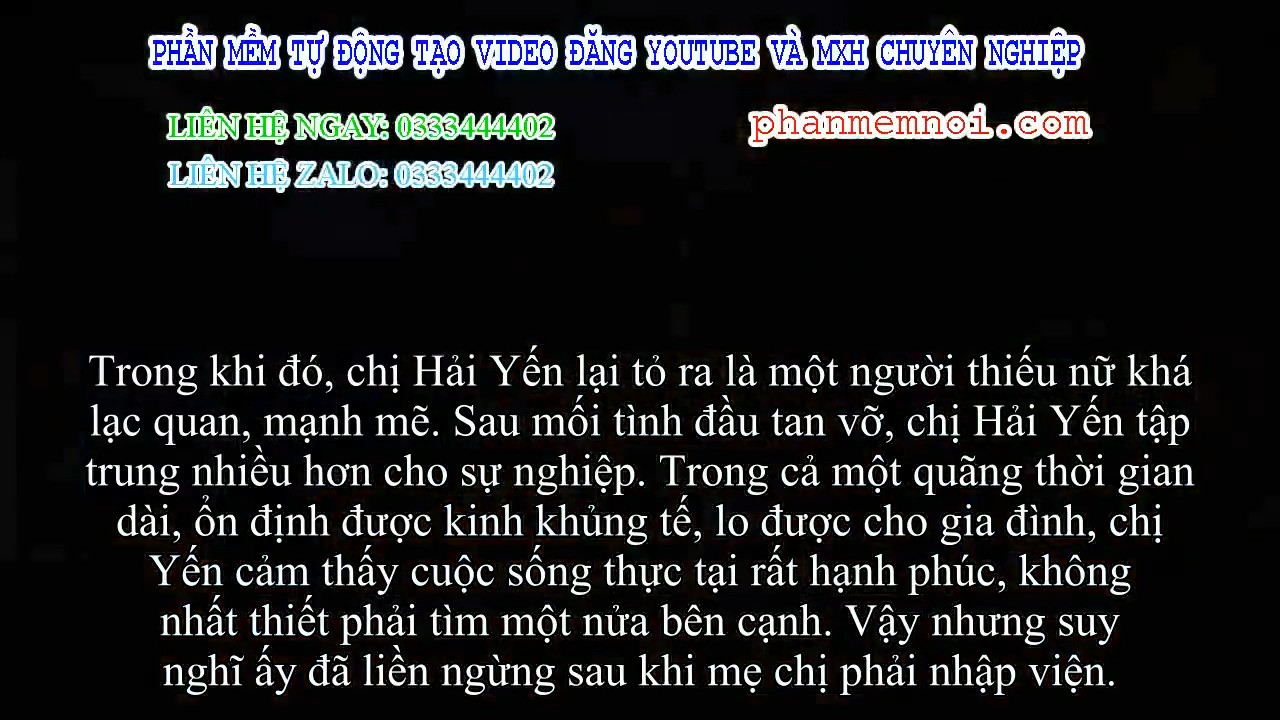 PHẦN MỀM TỰ ĐỘNG TẠO VIDEO ĐĂNG YOUTUBE VÀ MXH CHUYÊN NGHIỆP
LIÊN HỆ NGAY: 0333444402
phanmemnoi.com
LIÊN HỆ ZALO: 0333444402
Trong khi đó, chị Hải Yến lại tỏ ra là một người thiếu nữ khá
lạc quan, mạnh mẽ. Sau mối tình đầu tan vỡ, chị Hải Yến tập
trung nhiều hơn cho sự nghiệp. Trong cả một quãng thời gian
dài, ổn định được kinh khủng tế, lo được cho gia đình, chị
Yến cảm thấy cuộc sống thực tại rất hạnh phúc, không
nhất thiết phải tìm một nửa bên cạnh. Vậy nhưng suy
nghĩ ấy đã liền ngừng sau khi mẹ chị phải nhập viện.